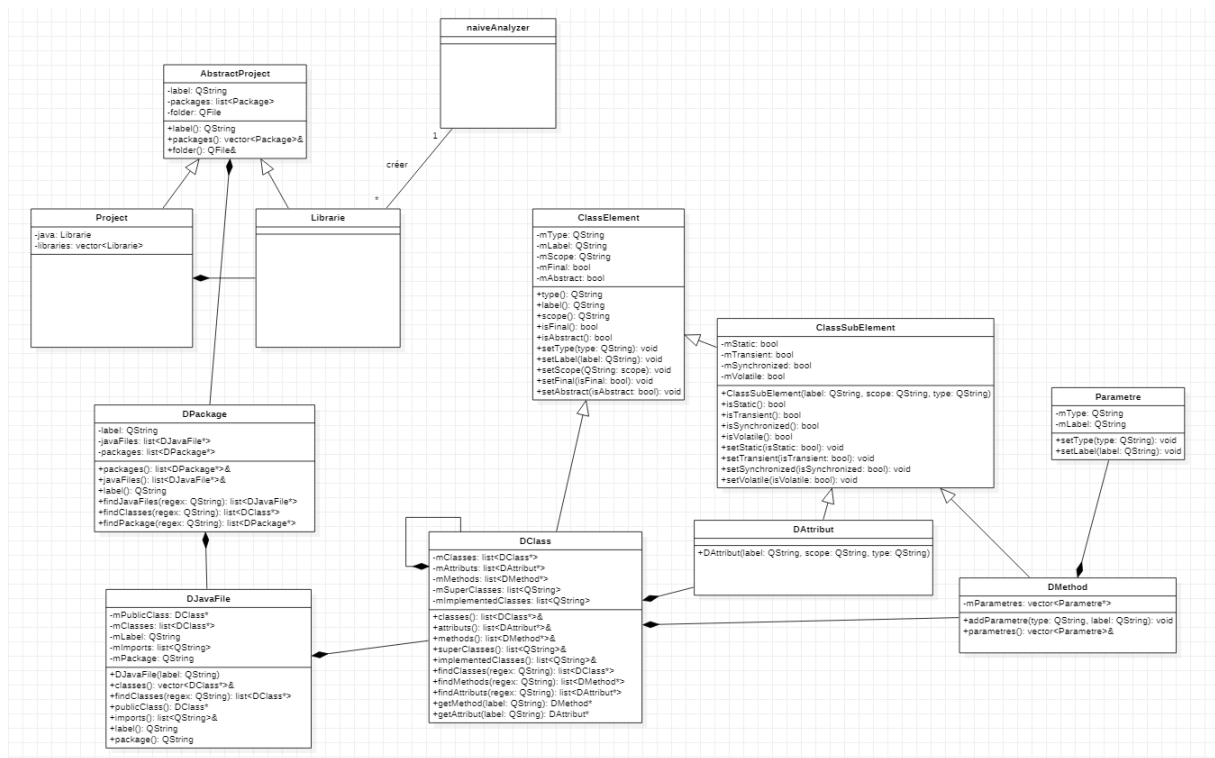 naiveAnalyzer
AbstractProject
-label: QString
-packages: list<Package>
-folder: QFile
+label(): QString
+packages(): vector<Package>&
+folder(): QFile&
1
créer
*
Project
-java: Librarie
-libraries: vector<Librarie>
Librarie
ClassElement
-mType: QString
-mLabel: QString
-mScope: QString
-mFinal: bool
-mAbstract: bool
+type(): QString
+label(): QString
+scope(): QString
+isFinal(): bool
+isAbstract(): bool
+setType(type: QString): void
+setLabel(label: QString): void
+setScope(QString: scope): void
+setFinal(isFinal: bool): void
+setAbstract(isAbstract: bool): void
ClassSubElement
-mStatic: bool
-mTransient: bool
-mSynchronized: bool
-mVolatile: bool
+ClassSubElement(label: QString, scope: QString, type: QString)
+isStatic(): bool
+isTransient(): bool
+isSynchronized(): bool
+isVolatile(): bool
+setStatic(isStatic: bool): void
+setTransient(isTransient: bool): void
+setSynchronized(isSynchronized: bool): void
+setVolatile(isVolatile: bool): void
Parametre
-mType: QString
-mLabel: QString
+setType(type: QString): void
+setLabel(label: QString): void
DPackage
-label: QString
-javaFiles: list<DJavaFile*>
-packages: list<DPackage*>
+packages(): list<DPackage*>&
+javaFiles(): list<DJavaFile*>&
+label(): QString
+findJavaFiles(regex: QString): list<DJavaFile*>
+findClasses(regex: QString): list<DClass*>
+findPackage(regex: QString): list<DPackage*>
DClass
-mClasses: list<DClass*>
-mAttributs: list<DAttribut*>
-mMethods: list<DMethod*>
-mSuperClasses: list<QString>
-mImplementedClasses: list<QString>
+classes(): list<DClass*>&
+attributs(): list<DAttribut*>&
+methods(): list<DMethod*>&
+superClasses(): list<QString>&
+implementedClasses(): list<QString>&
+findClasses(regex: QString): list<DClass*>
+findMethods(regex: QString): list<DMethod*>
+findAttributs(regex: QString): list<DAttribut*>
+getMethod(label: QString): DMethod*
+getAttribut(label: QString): DAttribut*
DAttribut
+DAttribut(label: QString, scope: QString, type: QString)
DMethod
-mParametres: vector<Parametre*>
+addParametre(type: QString, label: QString): void
+parametres(): vector<Parametre>&
DJavaFile
-mPublicClass: DClass*
-mClasses: list<DClass*>
-mLabel: QString
-mImports: list<QString>
-mPackage: QString
+DJavaFile(label: QString)
+classes(): vector<DClass*>&
+findClasses(regex: QString): list<DClass*>
+publicClass(): DClass*
+imports(): list<QString>&
+label(): QString
+package(): QString